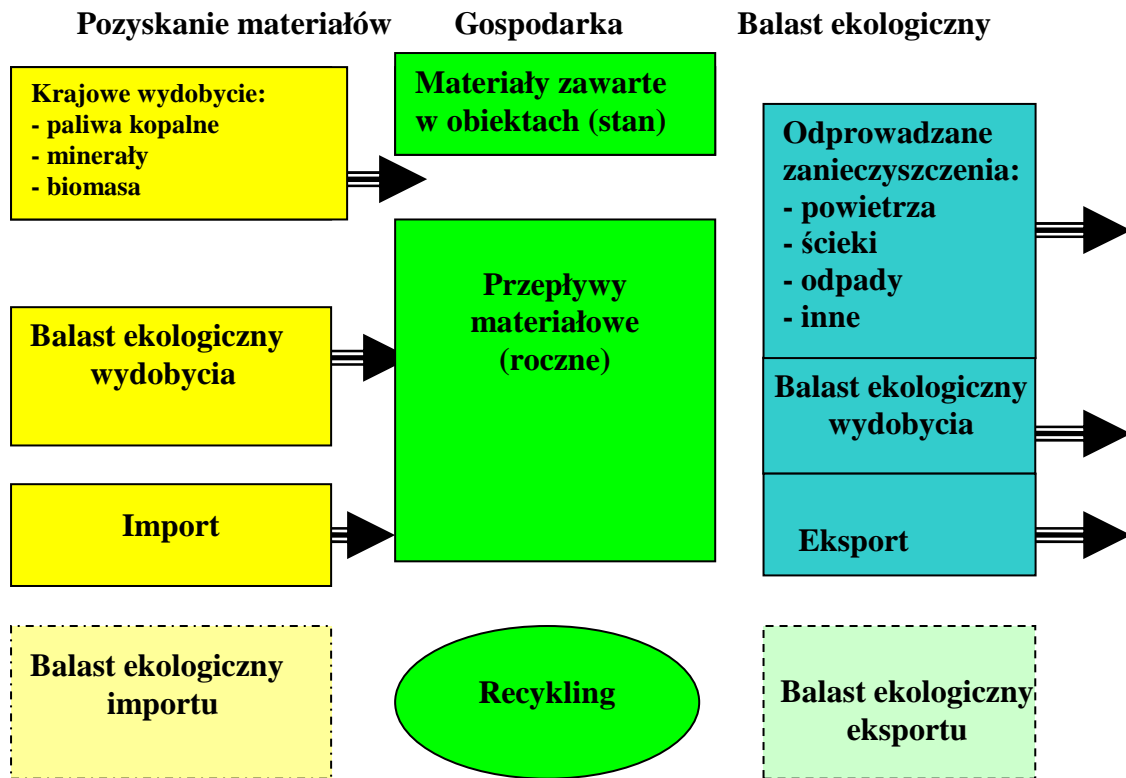 Pozyskanie materiałów
Gospodarka
Balast ekologiczny
Krajowe wydobycie:
- paliwa kopalne
- minerały
- biomasa
Balast ekologiczny
wydobycia
Import
Balast ekologiczny
importu
Materiały zawarte
w obiektach (stan)
Przepływy
materiałowe
(roczne)
Recykling
Odprowadzane
zanieczyszczenia:
- powietrza
- ścieki
- odpady
- inne
Balast ekologiczny
wydobycia
Eksport
Balast ekologiczny
eksportu